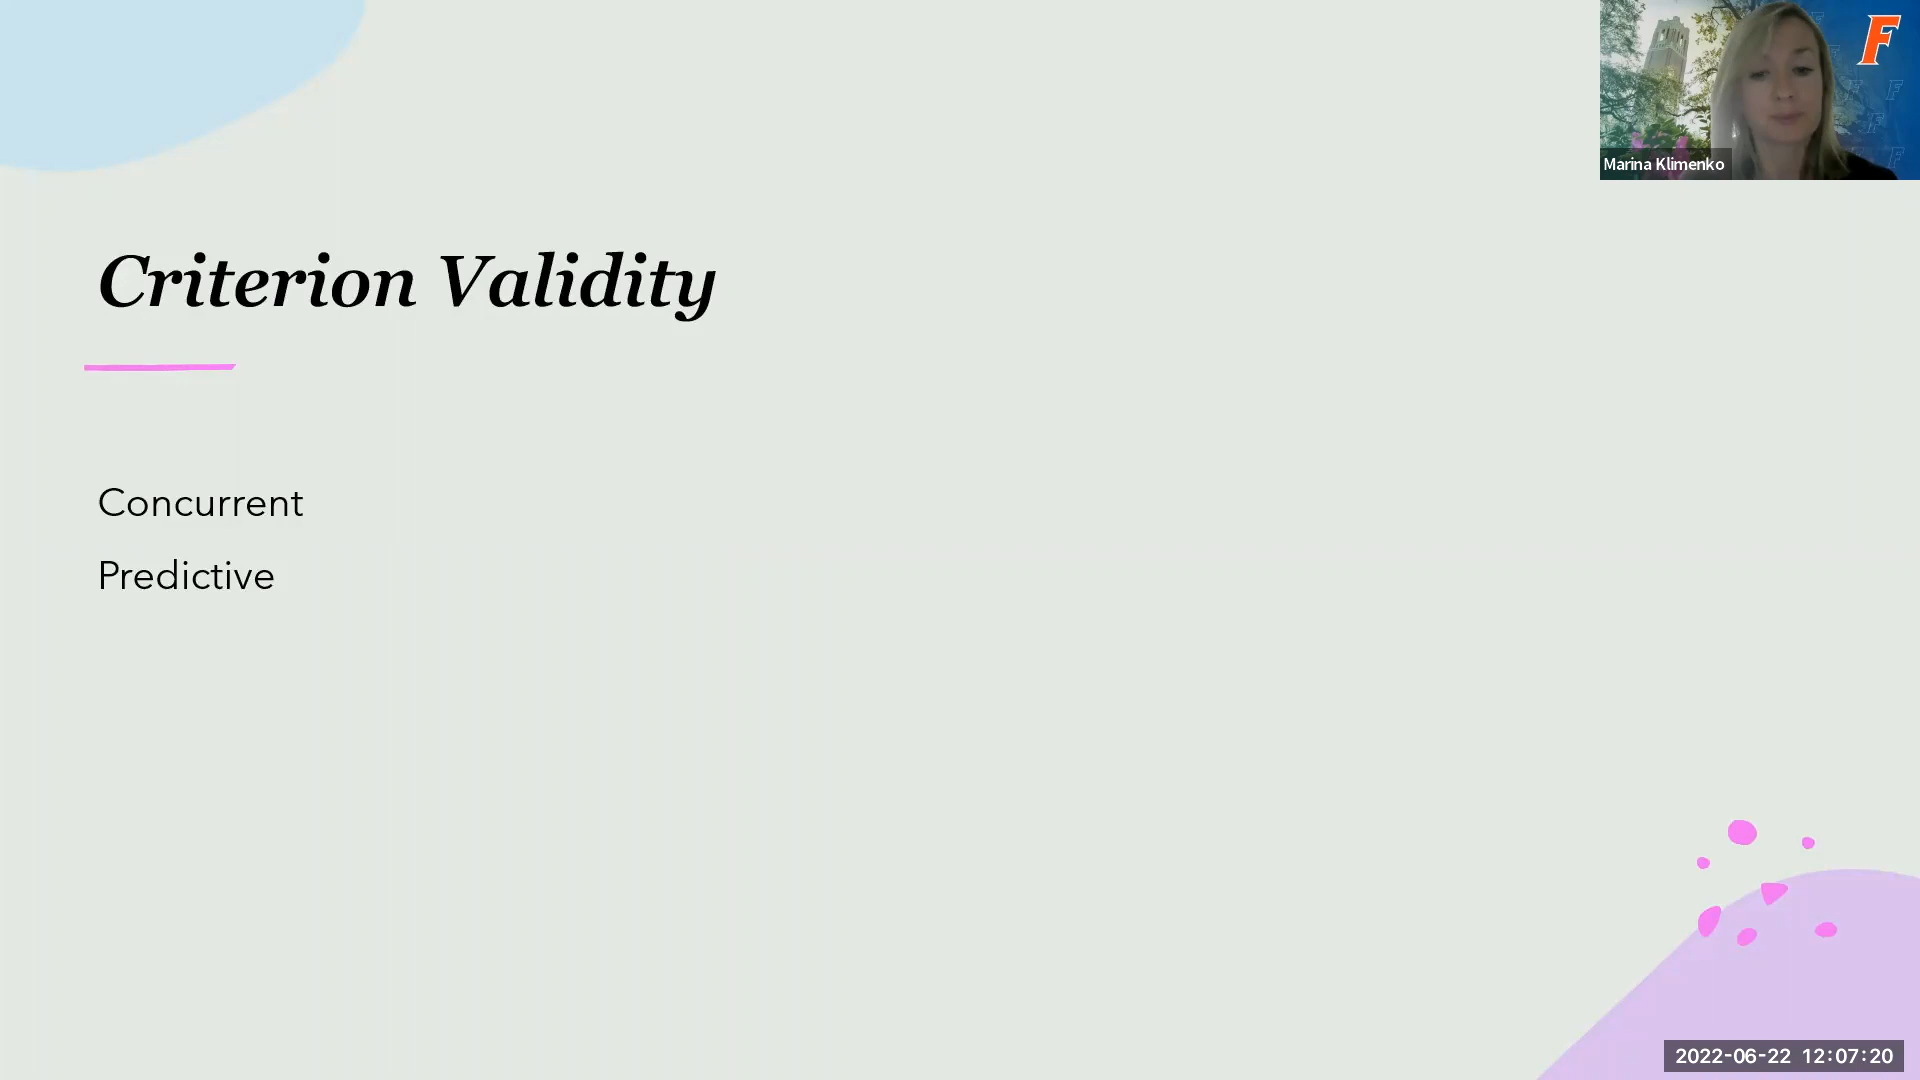 F
Marina Klimenko
Criterion Validity
Concurrent
Predictive
2022-06-22 12:07:20